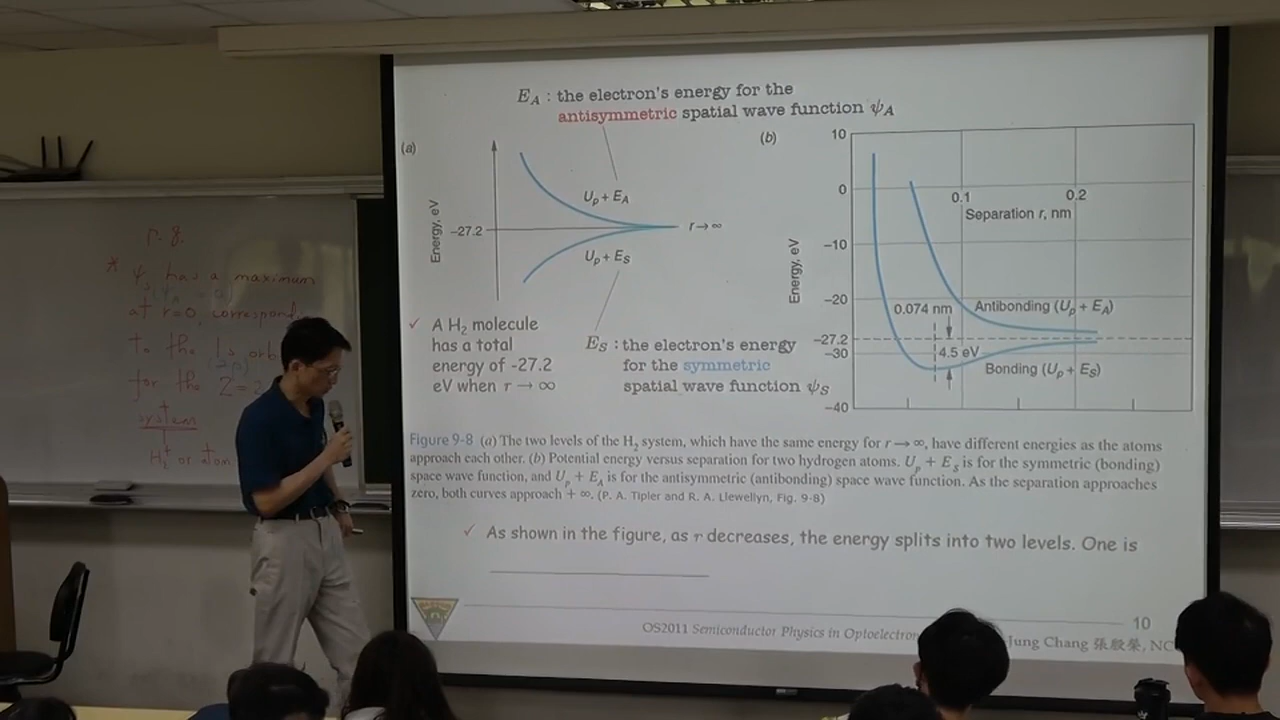 P. 8.
* ψs has a maximum
at r=0, correspond
to the 1s orb
for the Z=2
system
H₂⁺ or atom
E_A : the electron's energy for the
antisymmetric spatial wave function ψ_A
(a)
Energy, eV
−27.2
U_p + E_A
r → ∞
U_p + E_S
✓ A H₂ molecule
has a total
energy of -27.2
eV when r → ∞
E_S : the electron's energy
for the symmetric
spatial wave function ψ_S
(b)
Energy, eV
10
0
−10
−20
−27.2
−30
−40
0.1
0.2
Separation r, nm
0.074 nm
Antibonding (U_p + E_A)
4.5 eV
Bonding (U_p + E_S)
Figure 9-8 (a) The two levels of the H₂ system, which have the same energy for r → ∞, have different energies as the atoms
approach each other. (b) Potential energy versus separation for two hydrogen atoms. U_p + E_S is for the symmetric (bonding)
space wave function, and U_p + E_A is for the antisymmetric (antibonding) space wave function. As the separation approaches
zero, both curves approach + ∞. (P. A. Tipler and R. A. Llewellyn, Fig. 9-8)
✓ As shown in the figure, as r decreases, the energy splits into two levels. One is
10
OS2011 Semiconductor Physics in Optoelectron
Jung Chang 張殷榮, NC